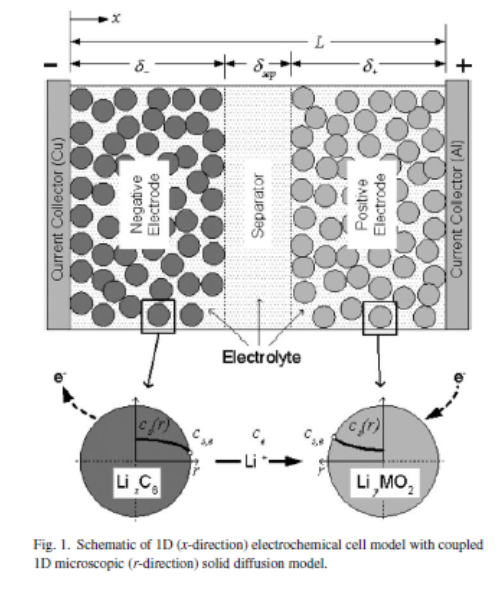 x
L
δ₋ δₛₑₚ δ₊
- +
Current Collector (Cu)
Negative
Electrode
Separator
Positive
Electrode
Current Collector (Al)
Electrolyte
e⁻ e⁻
cₛ(r) cₛ,ₑ cₑ cₛ,ₑ cₛ(r)
r Li⁺ r
LiₓC₆ LiᵧMO₂
Fig. 1. Schematic of 1D (x-direction) electrochemical cell model with coupled
1D microscopic (r-direction) solid diffusion model.